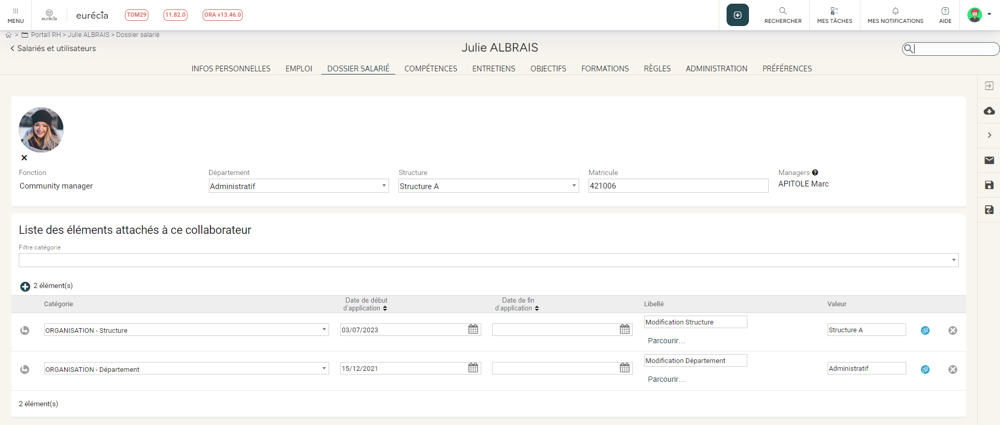 MENU
eurécia
eurécia
TOM29
11.82.0
ORA v13.46.0
RECHERCHER
MES TÂCHES
MES NOTIFICATIONS
AIDE
> Portail RH > Julie ALBRAIS > Dossier salarié
Salariés et utilisateurs
Julie ALBRAIS
INFOS PERSONNELLES
EMPLOI
DOSSIER SALARIÉ
COMPÉTENCES
ENTRETIENS
OBJECTIFS
FORMATIONS
RÈGLES
ADMINISTRATION
PRÉFÉRENCES
Fonction
Community manager
Département
Administratif
Structure
Structure A
Matricule
421006
Managers
APITOLE Marc
Liste des éléments attachés à ce collaborateur
Filtre catégorie
2 élément(s)
Catégorie
Date de début
d'application
Date de fin
d'application
Libellé
Valeur
ORGANISATION - Structure
03/07/2023
Modification Structure
Parcourir...
Structure A
ORGANISATION - Département
15/12/2021
Modification Département
Parcourir...
Administratif
2 élément(s)